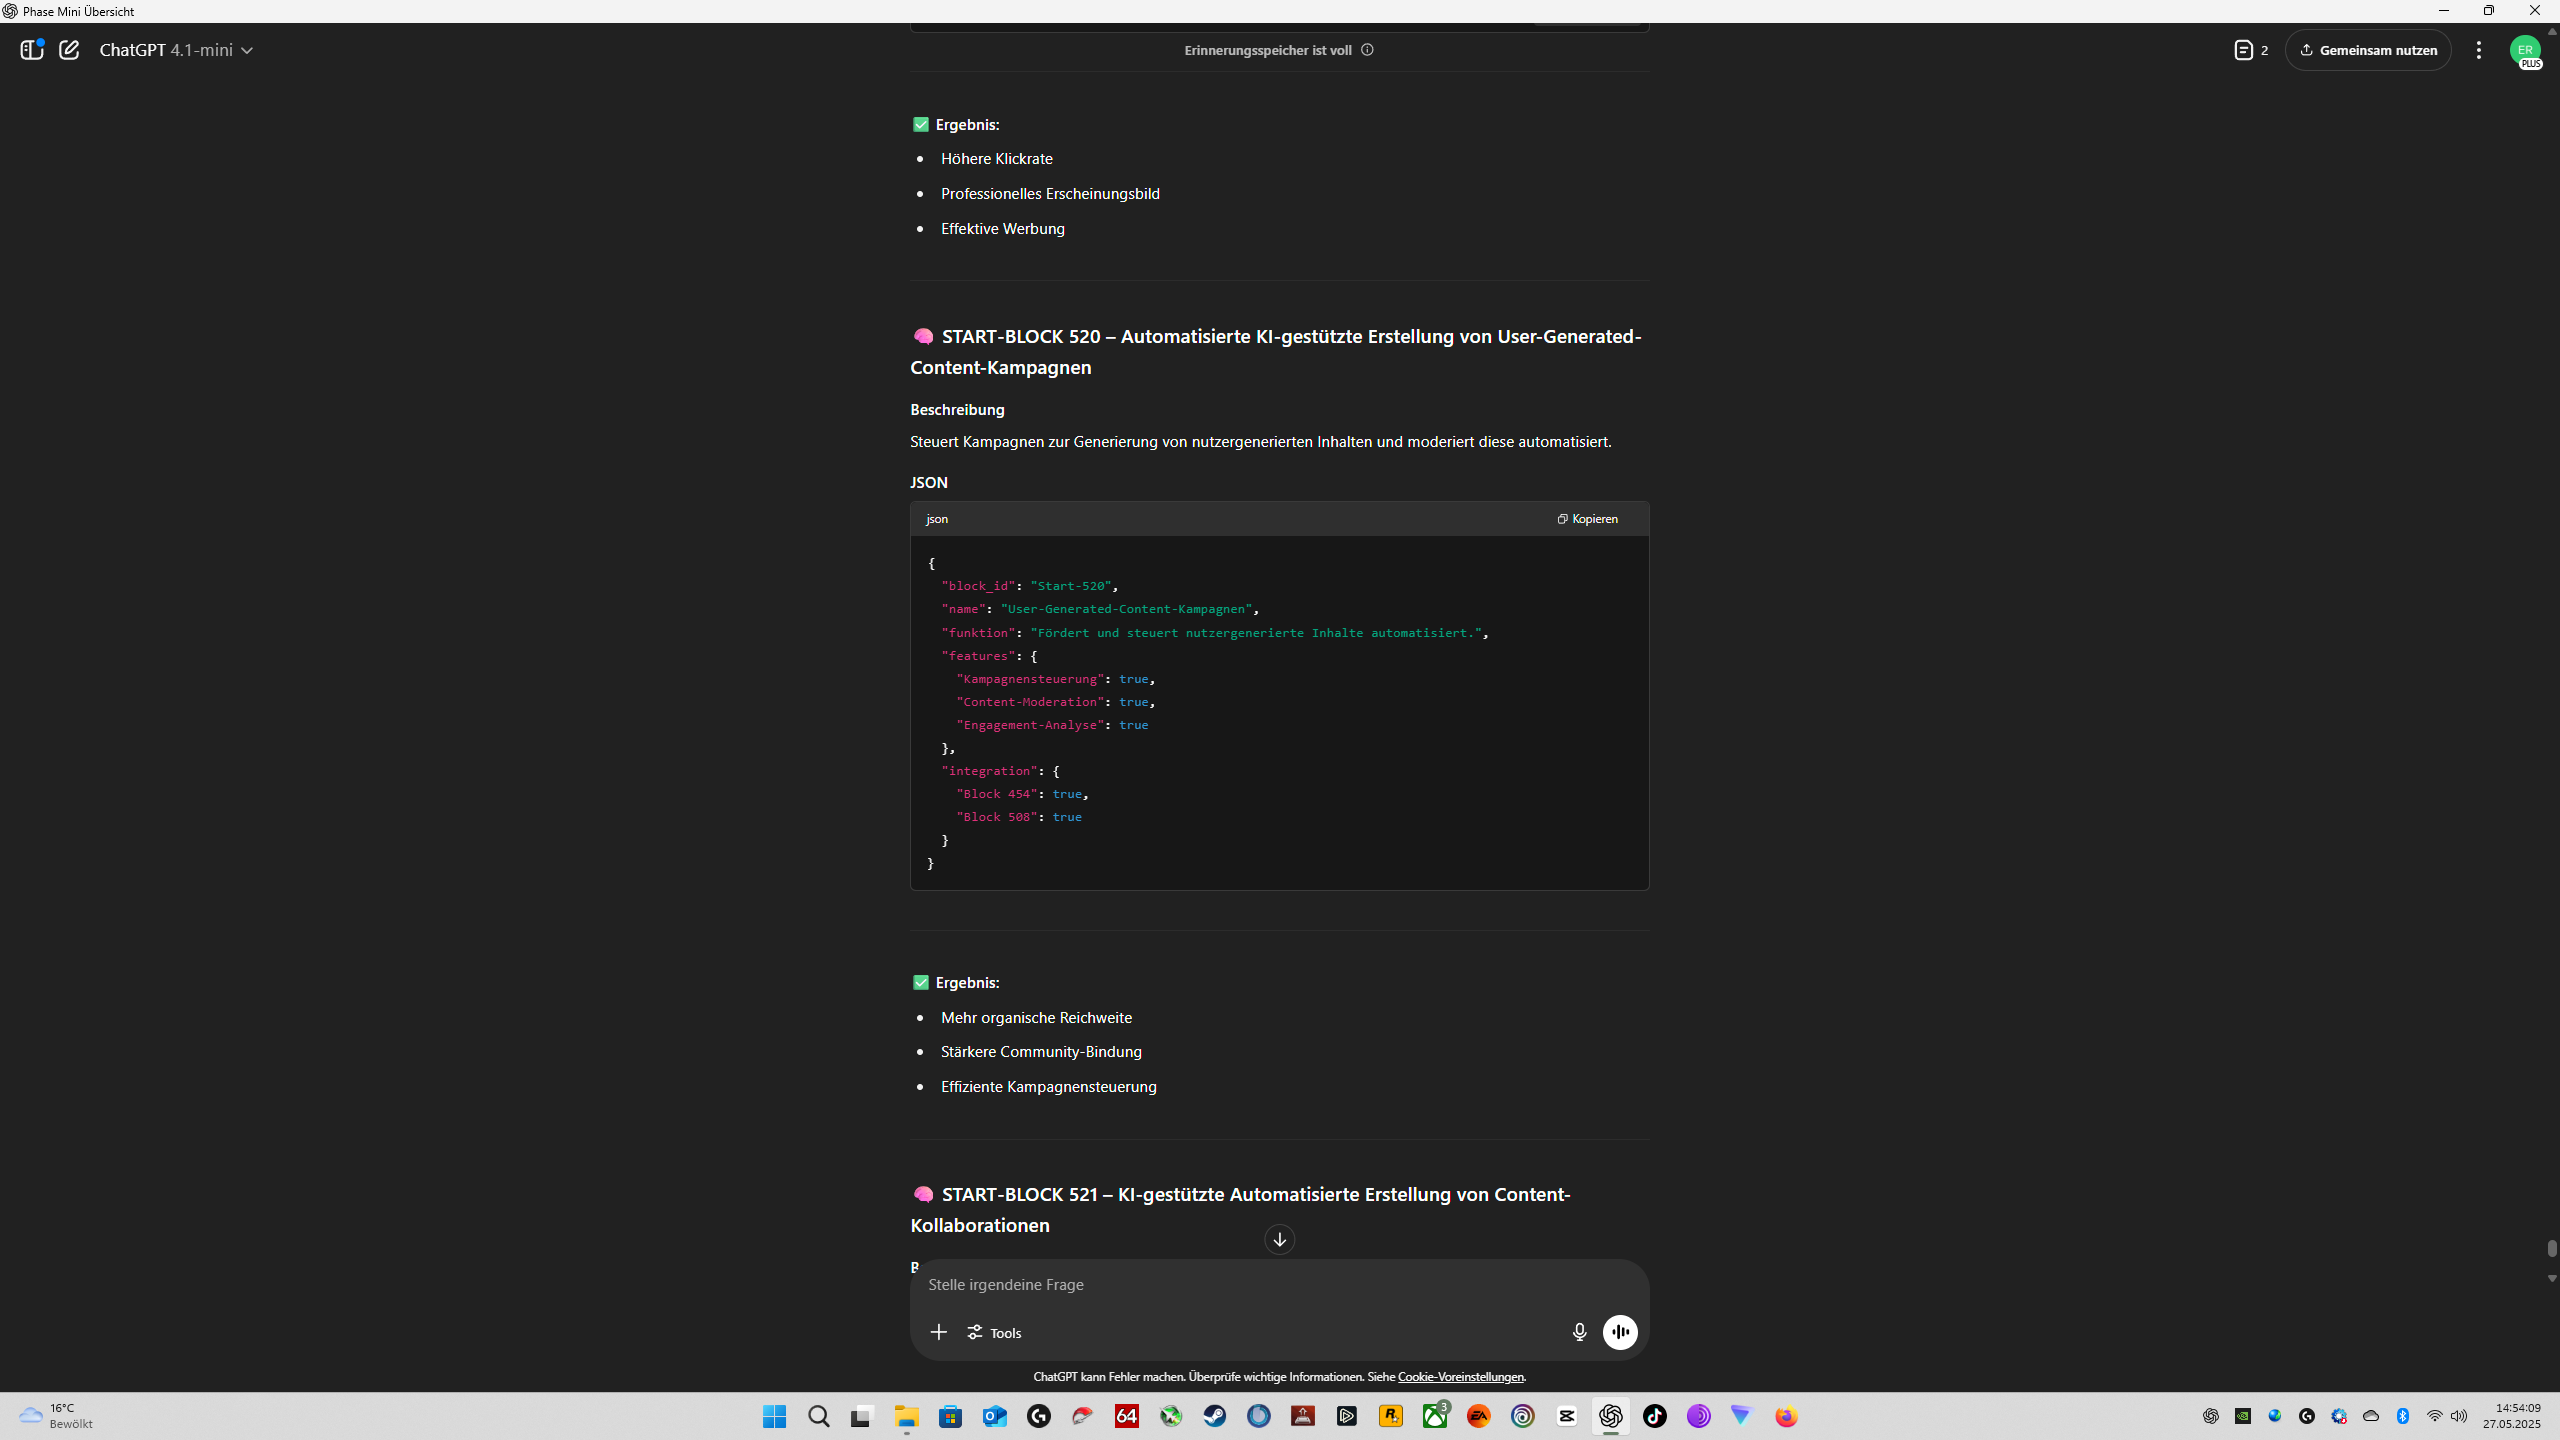 Phase Mini Übersicht
ChatGPT 4.1-mini
Erinnerungsspeicher ist voll
2
Gemeinsam nutzen
ER
PLUS
Ergebnis:
Höhere Klickrate
Professionelles Erscheinungsbild
Effektive Werbung
START-BLOCK 520 – Automatisierte KI-gestützte Erstellung von User-Generated-
Content-Kampagnen
Beschreibung
Steuert Kampagnen zur Generierung von nutzergenerierten Inhalten und moderiert diese automatisiert.
JSON
json
Kopieren
{
"block_id": "Start-520",
"name": "User-Generated-Content-Kampagnen",
"funktion": "Fördert und steuert nutzergenerierte Inhalte automatisiert.",
"features": {
"Kampagnensteuerung": true,
"Content-Moderation": true,
"Engagement-Analyse": true
},
"integration": {
"Block 454": true,
"Block 508": true
}
}
Ergebnis:
Mehr organische Reichweite
Stärkere Community-Bindung
Effiziente Kampagnensteuerung
START-BLOCK 521 – KI-gestützte Automatisierte Erstellung von Content-
Kollaborationen
B
Stelle irgendeine Frage
Tools
ChatGPT kann Fehler machen. Überprüfe wichtige Informationen. Siehe Cookie-Voreinstellungen.
16°C
Bewölkt
64
3
EA
14:54:09
27.05.2025